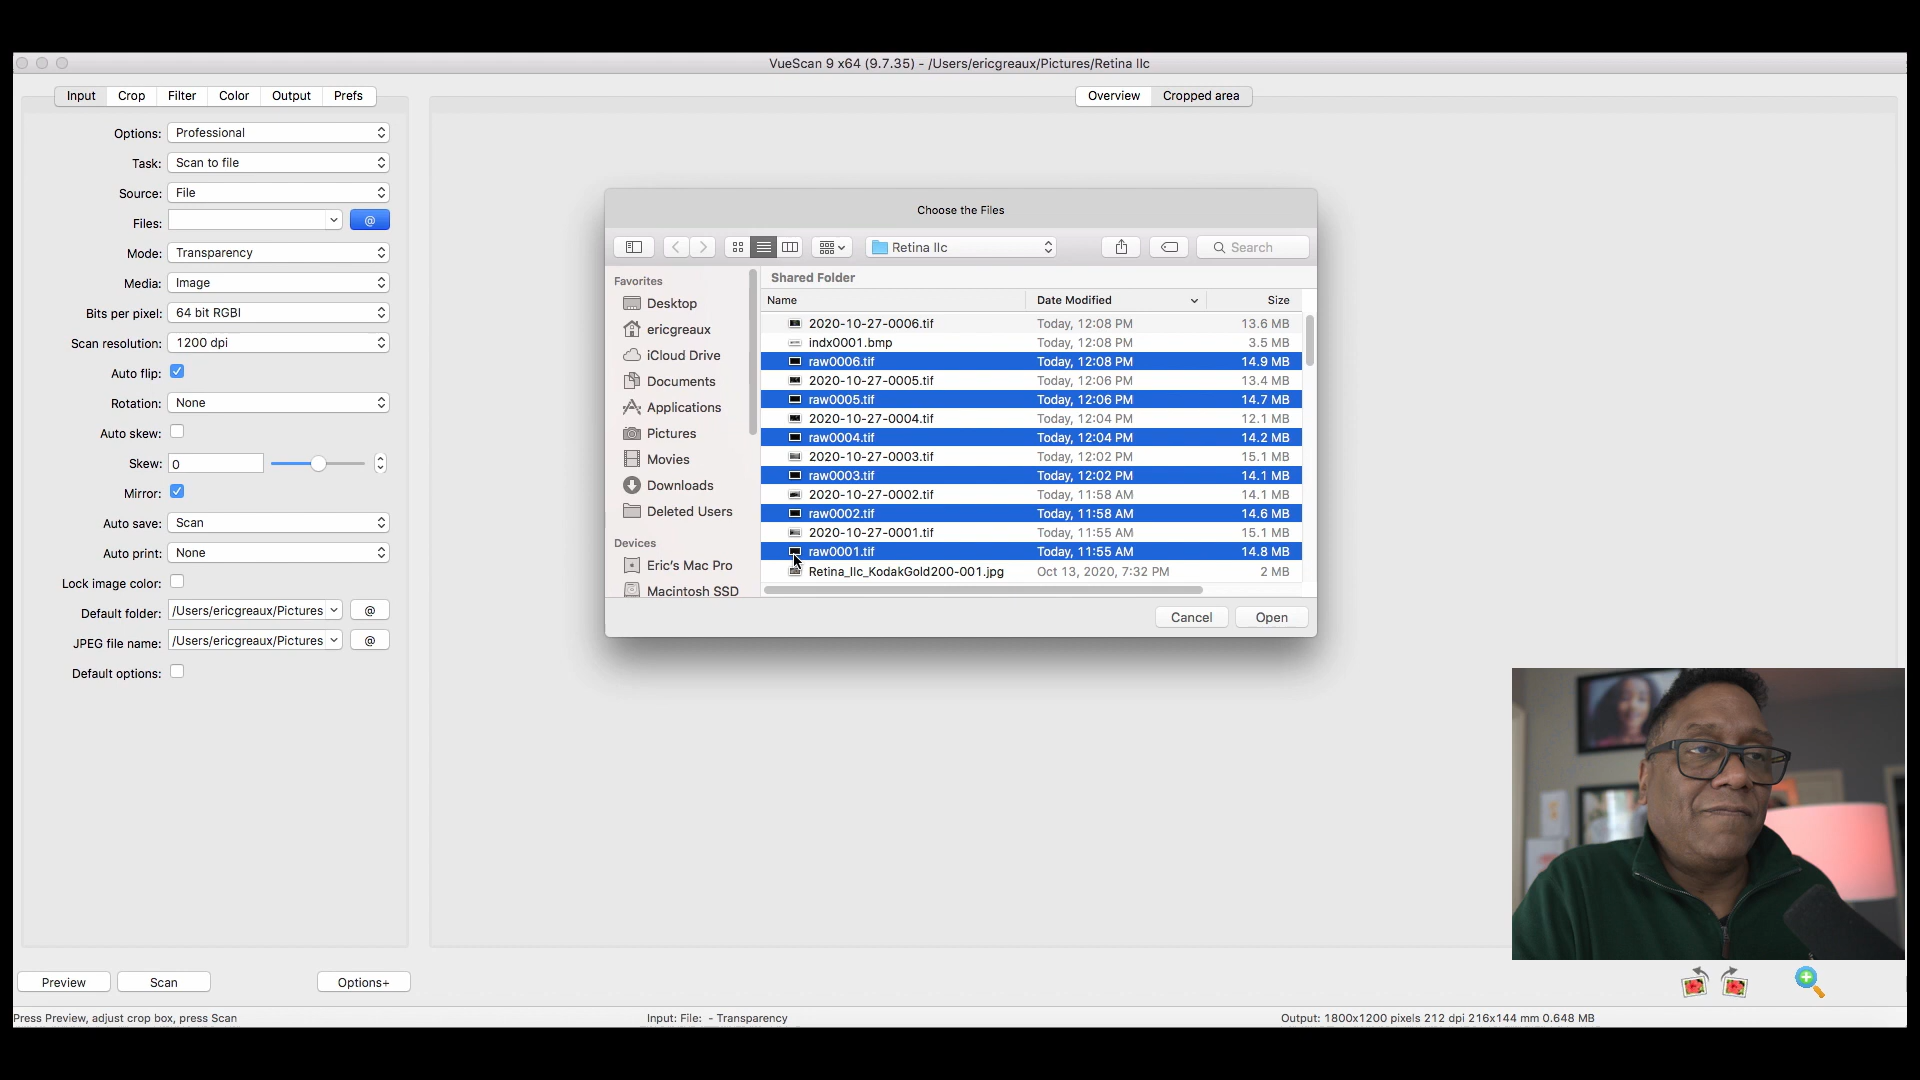 VueScan 9 x64 (9.7.35) - /Users/ericgreaux/Pictures/Retina IIc
Input Crop Filter Color Output Prefs
Overview Cropped area
Options: Professional
Task: Scan to file
Source: File
Files: @
Mode: Transparency
Media: Image
Bits per pixel: 64 bit RGBI
Scan resolution: 1200 dpi
Auto flip:
Rotation: None
Auto skew:
Skew: 0
Mirror:
Auto save: Scan
Auto print: None
Lock image color:
Default folder: /Users/ericgreaux/Pictures @
JPEG file name: /Users/ericgreaux/Pictures @
Default options:
Choose the Files
Retina IIc
Search
Favorites
Desktop
ericgreaux
iCloud Drive
Documents
Applications
Pictures
Movies
Downloads
Deleted Users
Devices
Eric's Mac Pro
Macintosh SSD
Shared Folder
Name Date Modified Size
2020-10-27-0006.tif Today, 12:08 PM 13.6 MB
indx0001.bmp Today, 12:08 PM 3.5 MB
raw0006.tif Today, 12:08 PM 14.9 MB
2020-10-27-0005.tif Today, 12:06 PM 13.4 MB
raw0005.tif Today, 12:06 PM 14.7 MB
2020-10-27-0004.tif Today, 12:04 PM 12.1 MB
raw0004.tif Today, 12:04 PM 14.2 MB
2020-10-27-0003.tif Today, 12:02 PM 15.1 MB
raw0003.tif Today, 12:02 PM 14.1 MB
2020-10-27-0002.tif Today, 11:58 AM 14.1 MB
raw0002.tif Today, 11:58 AM 14.6 MB
2020-10-27-0001.tif Today, 11:55 AM 15.1 MB
raw0001.tif Today, 11:55 AM 14.8 MB
Retina_IIc_KodakGold200-001.jpg Oct 13, 2020, 7:32 PM 2 MB
Cancel Open
Preview Scan Options+
Press Preview, adjust crop box, press Scan
Input: File: - Transparency
Output: 1800x1200 pixels 212 dpi 216x144 mm 0.648 MB